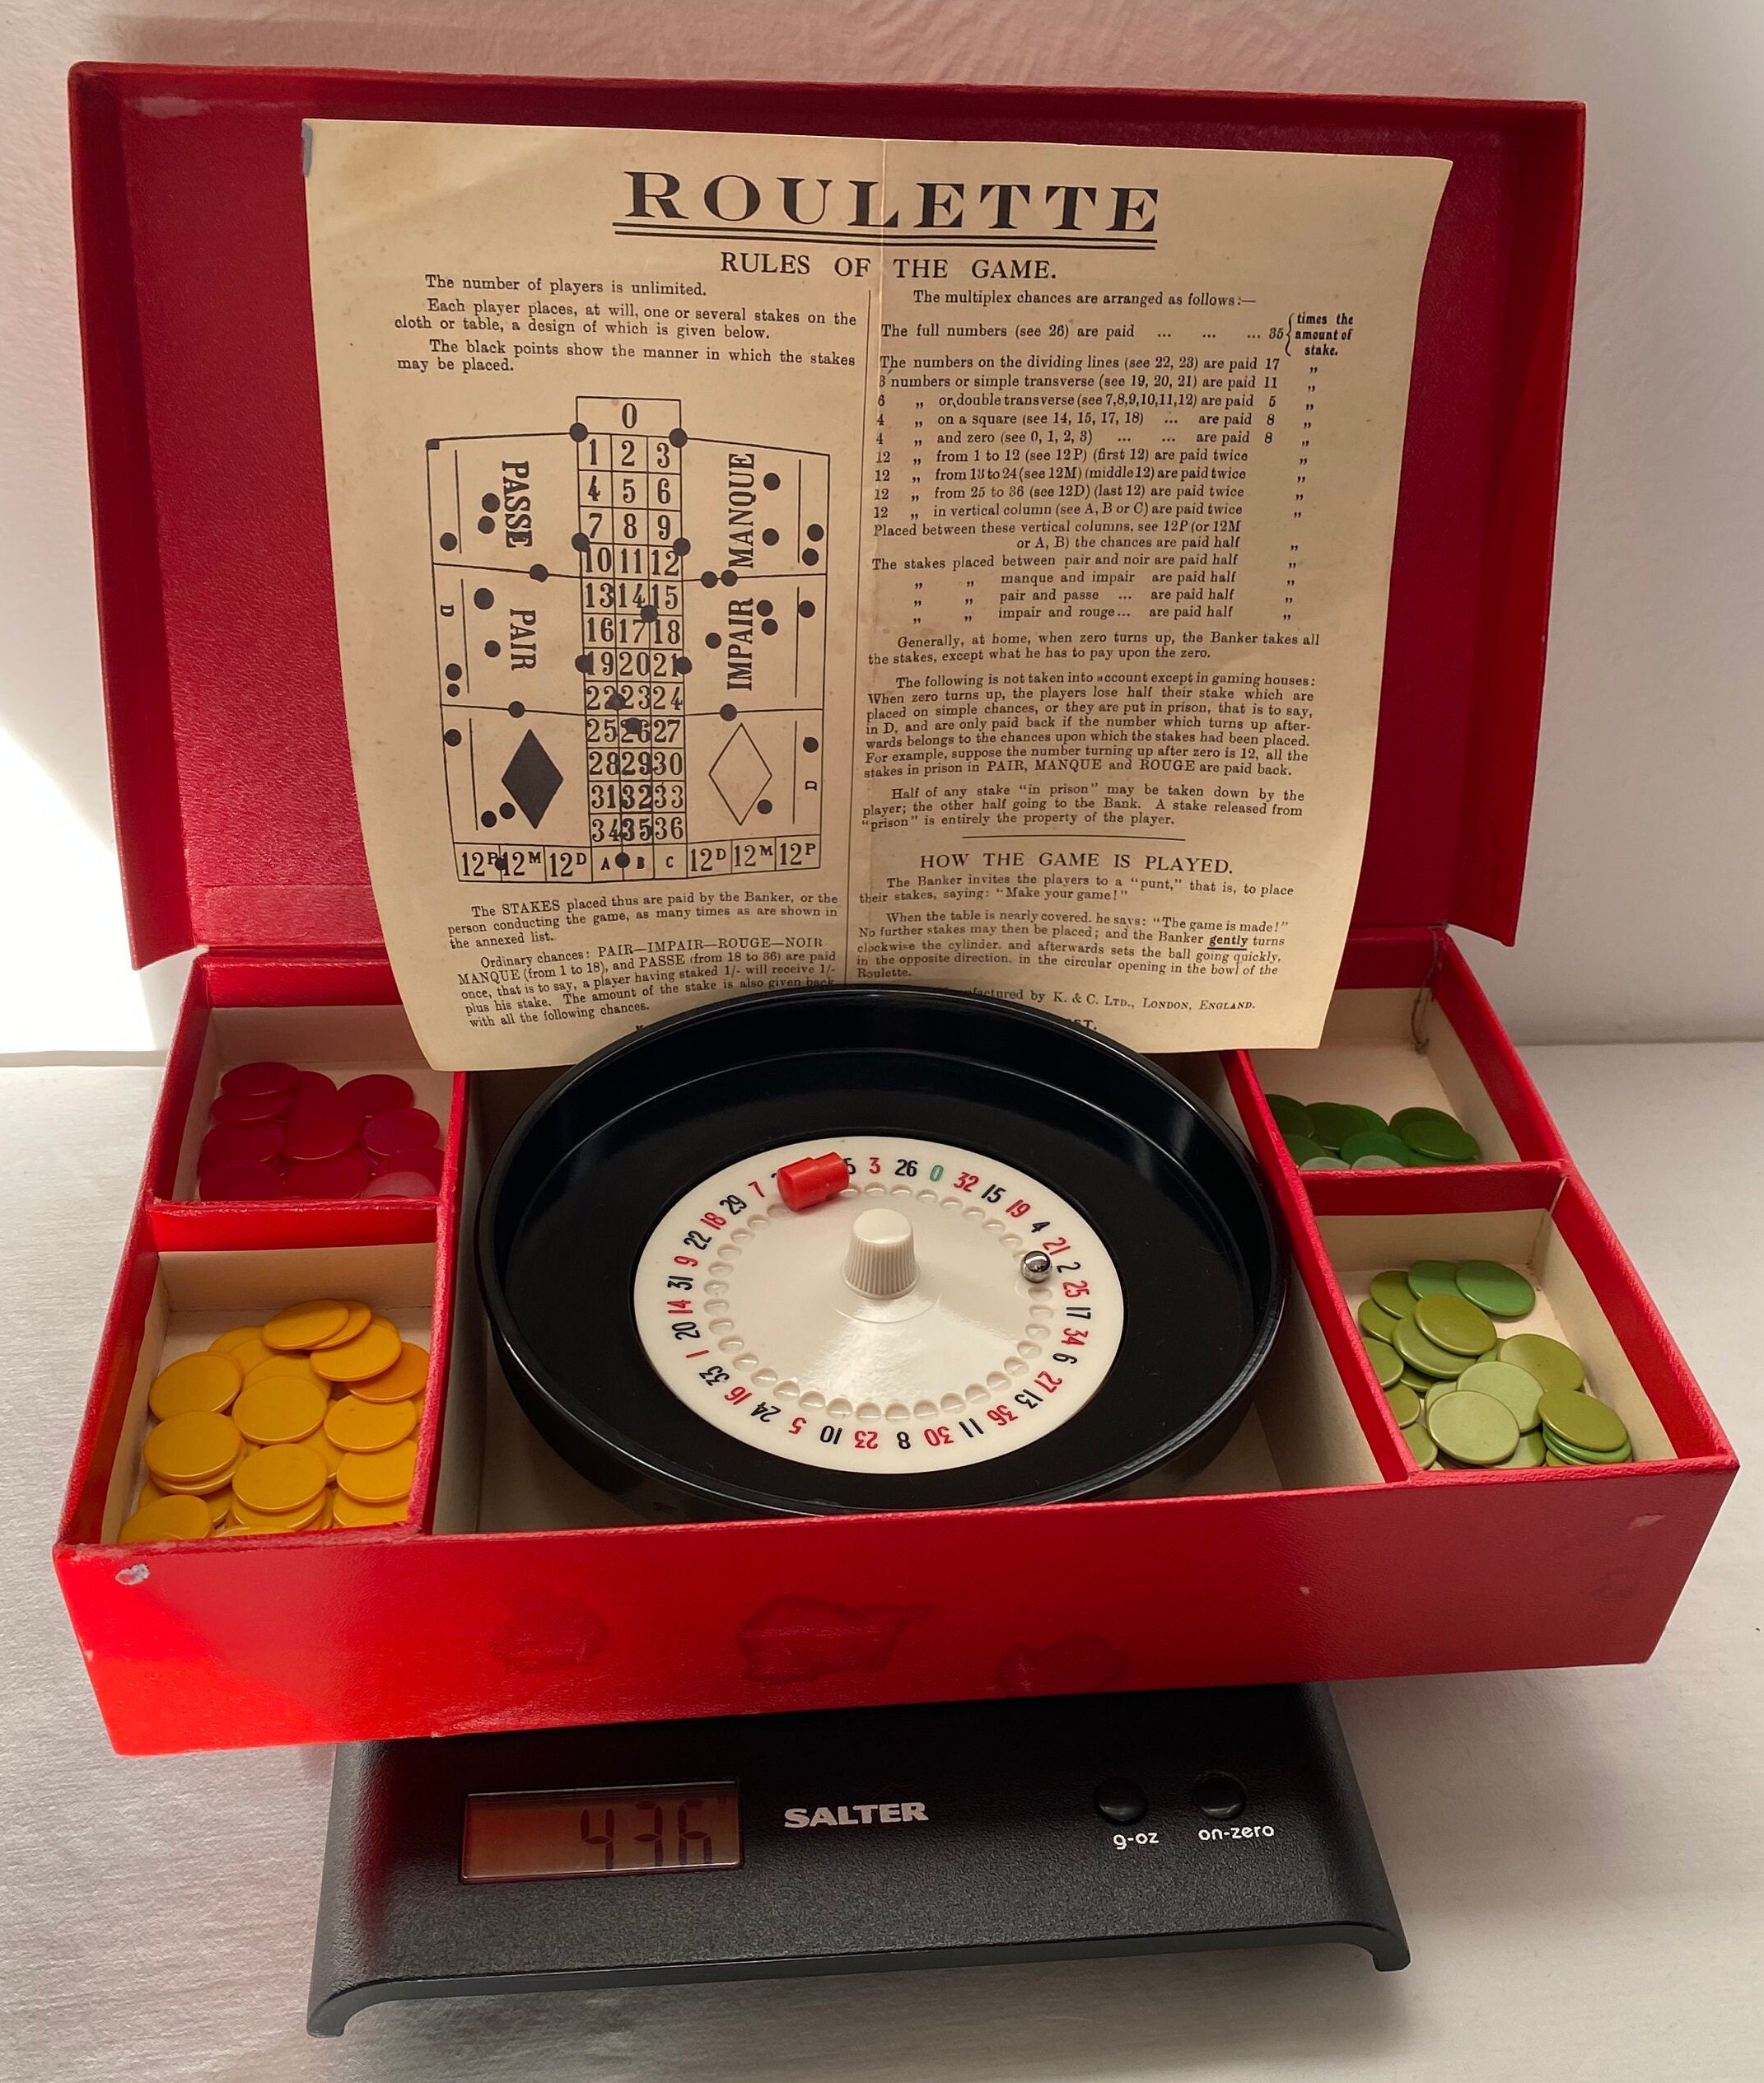 ROULETTE
RULES OF THE GAME.
The number of players is unlimited.
Each player places, at will, one or several stakes on the
cloth or table, a design of which is given below.
The black points show the manner in which the stakes
may be placed.
0
1 2 3
4 5 6
7 8 9
10 11 12
13 14 15
16 17 18
19 20 21
22 23 24
25 26 27
28 29 30
31 32 33
34 35 36
PASSE
MANQUE
D
PAIR
IMPAIR
D
12P 12M 12D A B C 12D 12M 12P
The STAKES placed thus are paid by the Banker, or the
person conducting the game, as many times as are shown in
the annexed list.
Ordinary chances: PAIR—IMPAIR—ROUGE—NOIR
MANQUE (from 1 to 18), and PASSE (from 18 to 36) are paid
once, that is to say, a player having staked 1/- will receive 1/-
plus his stake. The amount of the stake is also given back
with all the following chances.
The multiplex chances are arranged as follows:—
The full numbers (see 26) are paid ... ... ... 35 times the amount of stake.
The numbers on the dividing lines (see 22, 23) are paid 17 „
3 numbers or simple transverse (see 19, 20, 21) are paid 11 „
6 „ or double transverse (see 7,8,9,10,11,12) are paid 5 „
4 „ on a square (see 14, 15, 17, 18) ... are paid 8 „
4 „ and zero (see 0, 1, 2, 3) ... ... are paid 8 „
12 „ from 1 to 12 (see 12P) (first 12) are paid twice „
12 „ from 13 to 24 (see 12M) (middle 12) are paid twice „
12 „ from 25 to 36 (see 12D) (last 12) are paid twice „
12 „ in vertical column (see A, B or C) are paid twice „
Placed between these vertical columns, see 12P (or 12M
or A, B) the chances are paid half „
The stakes placed between pair and noir are paid half „
„ „ manque and impair are paid half „
„ „ pair and passe ... are paid half „
„ „ impair and rouge... are paid half „
Generally, at home, when zero turns up, the Banker takes all
the stakes, except what he has to pay upon the zero.
The following is not taken into account except in gaming houses:
When zero turns up, the players lose half their stake which are
placed on simple chances, or they are put in prison, that is to say,
in D, and are only paid back if the number which turns up after-
wards belongs to the chances upon which the stakes had been placed.
For example, suppose the number turning up after zero is 12, all the
stakes in prison in PAIR, MANQUE and ROUGE are paid back.
Half of any stake "in prison" may be taken down by the
player; the other half going to the Bank. A stake released from
"prison" is entirely the property of the player.
HOW THE GAME IS PLAYED.
The Banker invites the players to a "punt," that is, to place
their stakes, saying: "Make your game!"
When the table is nearly covered, he says: "The game is made!"
No further stakes may then be placed; and the Banker gently turns
clockwise the cylinder, and afterwards sets the ball going quickly,
in the opposite direction, in the circular opening in the bowl of the
Roulette.
by K. & C. LTD., LONDON, ENGLAND.
3 26 0 32 15 19 4 21 2 25 17 34 6 27 13 36 11 30 8 23 10 5 24 16 33 1 20 14 31 9 22 18 29 7
436
SALTER
g-oz on-zero